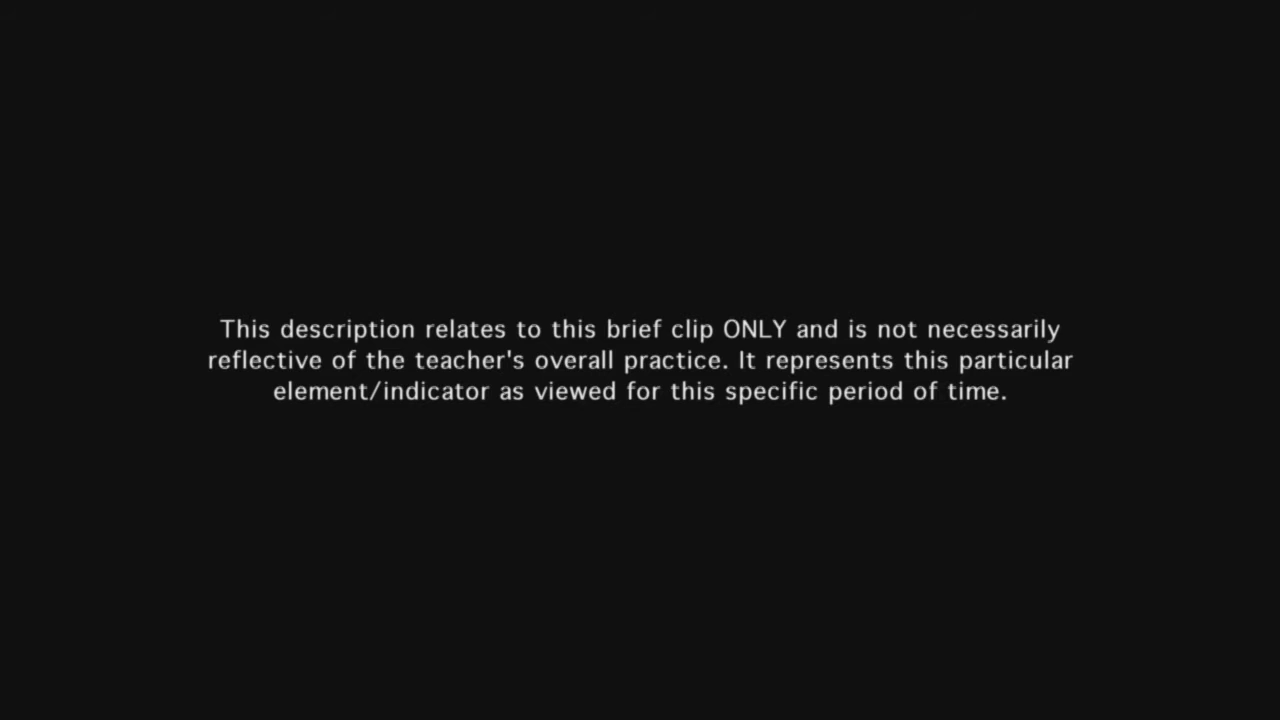 This description relates to this brief clip ONLY and is not necessarily
reflective of the teacher's overall practice. It represents this particular
element/indicator as viewed for this specific period of time.